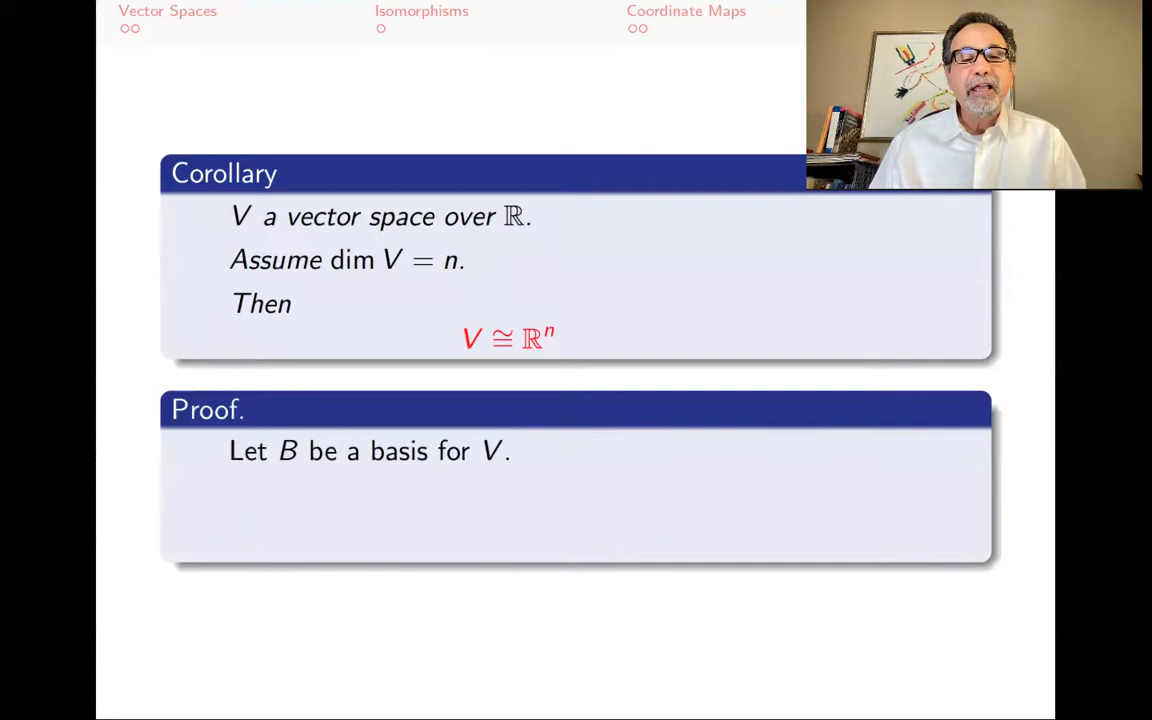 Vector Spaces Isomorphisms Coordinate Maps
Corollary
V a vector space over ℝ.
Assume dim V = n.
Then
V ≅ ℝⁿ
Proof.
Let B be a basis for V.